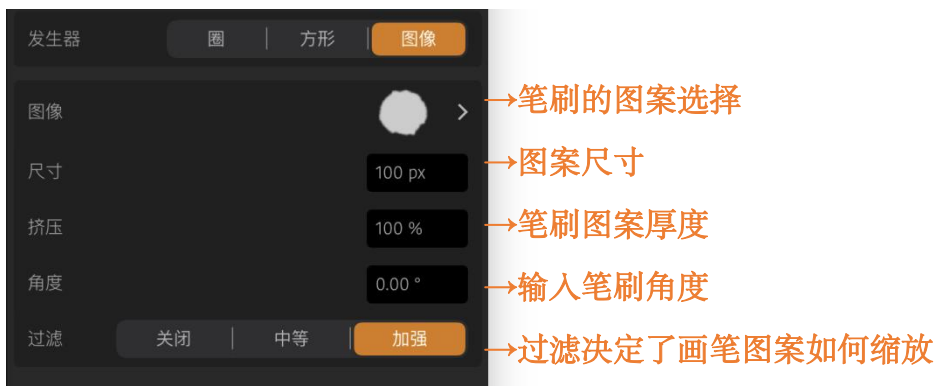 发生器 圈 方形 图像
图像 →笔刷的图案选择
尺寸 100 px →图案尺寸
挤压 100 % →笔刷图案厚度
角度 0.00 ° →输入笔刷角度
过滤 关闭 中等 加强 →过滤决定了画笔图案如何缩放